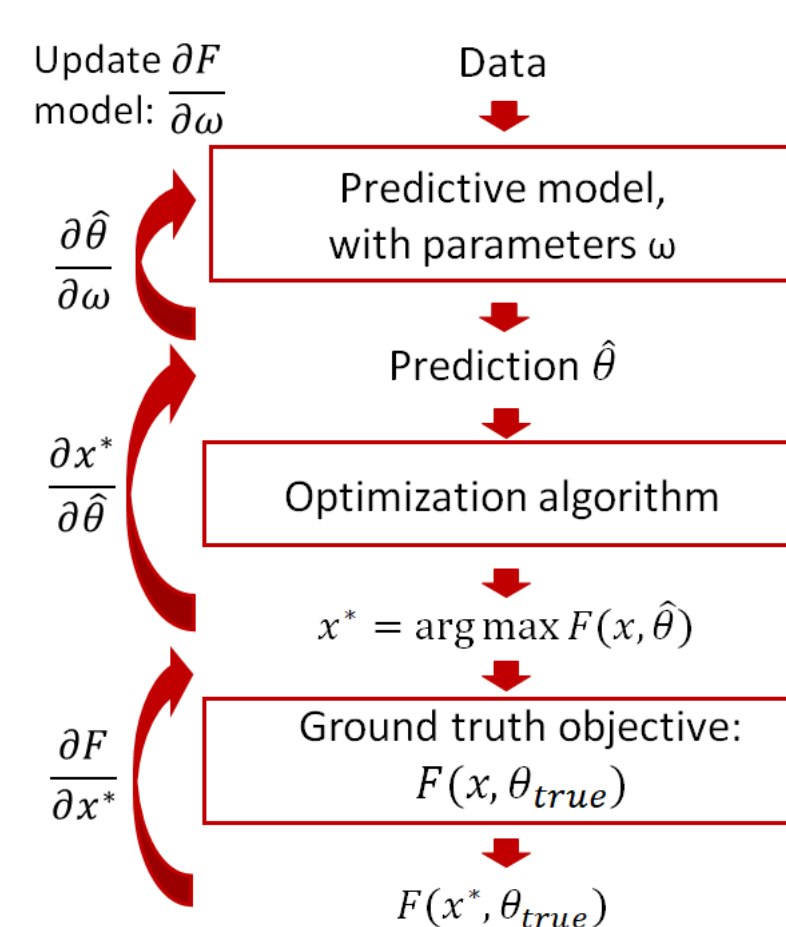 Update ∂F/∂ω
model:
Data
Predictive model,
with parameters ω
∂θ̂/∂ω
Prediction θ̂
∂x*/∂θ̂
Optimization algorithm
x* = arg max F(x, θ̂)
∂F/∂x*
Ground truth objective:
F(x, θ_true)
F(x*, θ_true)